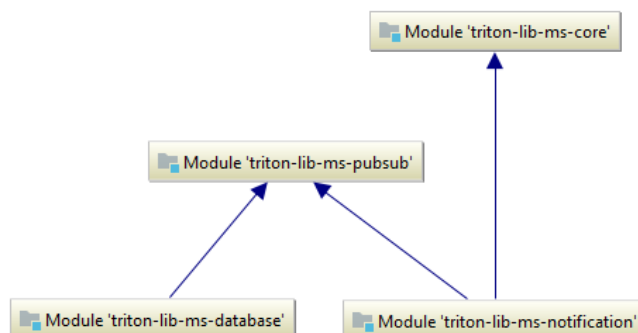 Module 'triton-lib-ms-core'
Module 'triton-lib-ms-pubsub'
Module 'triton-lib-ms-database'
Module 'triton-lib-ms-notification'